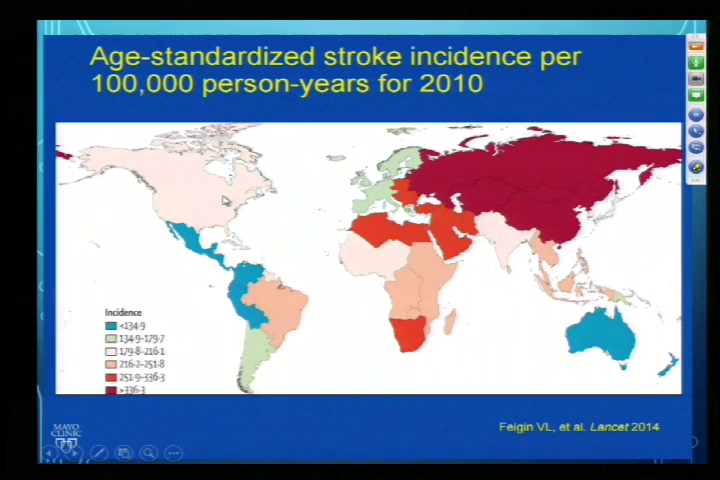 Age-standardized stroke incidence per
100,000 person-years for 2010
Incidence
<134·9
134·9–179·7
179·8–216·1
216·2–251·8
251·9–336·3
>336·3
Feigin VL, et al. Lancet 2014
MAYO
CLINIC